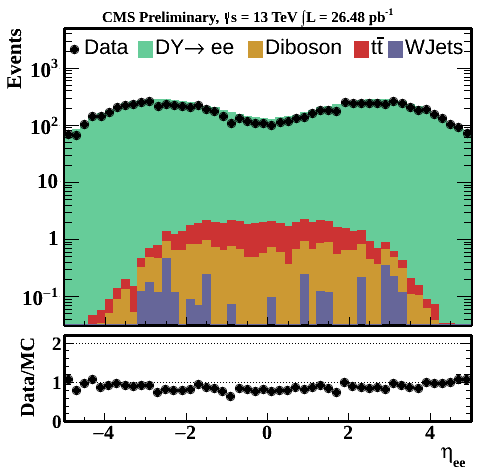 CMS Preliminary, √s = 13 TeV ∫L = 26.48 pb⁻¹
Events
Data DY→ ee Diboson tt̄ WJets
10³
10²
10
1
10⁻¹
Data/MC
2
1
0
−4 −2 0 2 4
η_ee